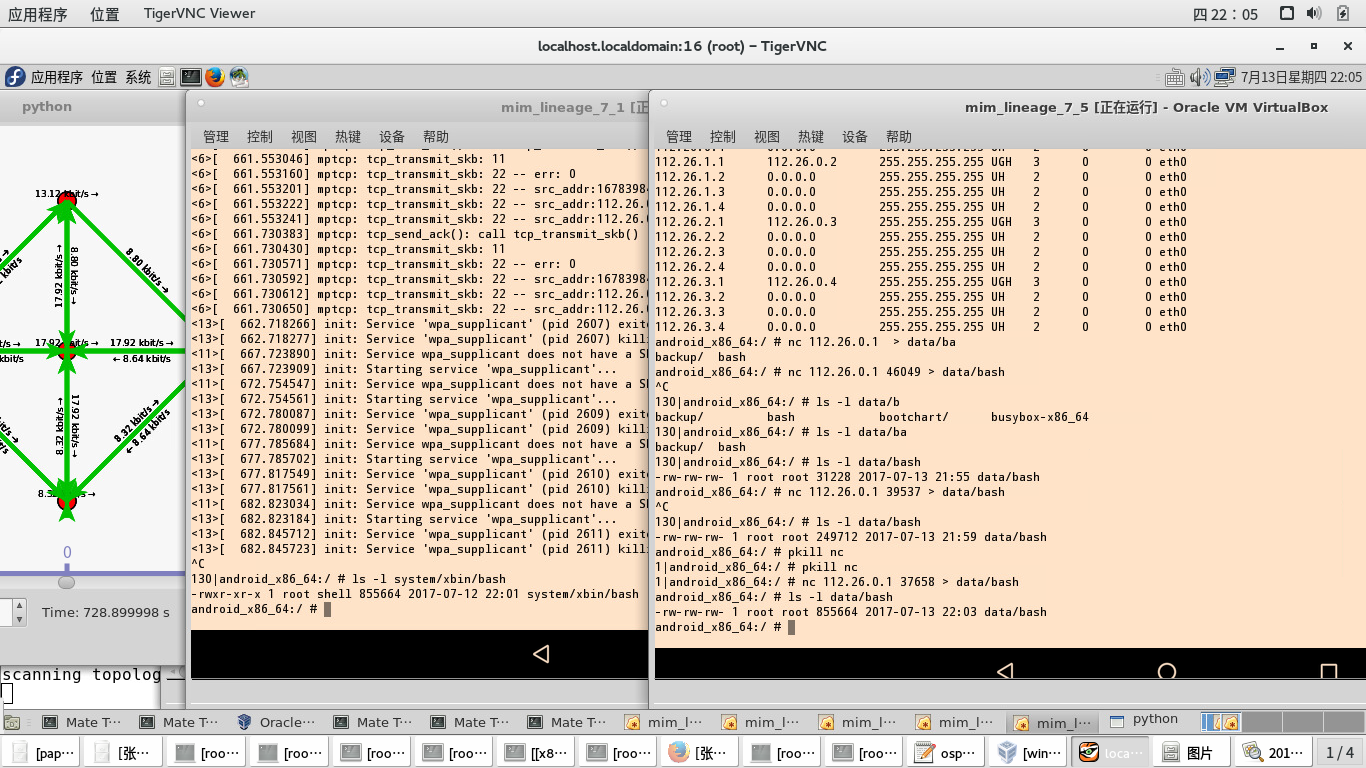 应用程序 位置 TigerVNC Viewer
四 22：05
localhost.localdomain:16 (root) – TigerVNC
应用程序 位置 系统
7月13日星期四 22:05
python
13.12 kbit/s →
8.80 kbit/s →
17.92 kbit/s →
8.80 kbit/s →
17.92 kbit/s →
17.92 kbit/s →
← 8.64 kbit/s
17.92 kbit/s →
8.32 kbit/s →
8.32 kbit/s →
← 8.64 kbit/s
0
Time: 728.899998 s
scanning topolog
mim_lineage_7_1 [正
管理 控制 视图 热键 设备 帮助
<6>[  661.553046] mptcp: tcp_transmit_skb: 11
<6>[  661.553160] mptcp: tcp_transmit_skb: 22 -- err: 0
<6>[  661.553201] mptcp: tcp_transmit_skb: 22 -- src_addr:1678398
<6>[  661.553222] mptcp: tcp_transmit_skb: 22 -- src_addr:112.26.0
<6>[  661.553241] mptcp: tcp_transmit_skb: 22 -- src_addr:112.26.
<6>[  661.730383] mptcp: tcp_send_ack(): call tcp_transmit_skb()
<6>[  661.730430] mptcp: tcp_transmit_skb: 11
<6>[  661.730571] mptcp: tcp_transmit_skb: 22 -- err: 0
<6>[  661.730592] mptcp: tcp_transmit_skb: 22 -- src_addr:1678398
<6>[  661.730612] mptcp: tcp_transmit_skb: 22 -- src_addr:112.26.0
<6>[  661.730650] mptcp: tcp_transmit_skb: 22 -- src_addr:112.26.
<13>[  662.718266] init: Service 'wpa_supplicant' (pid 2607) exite
<13>[  662.718277] init: Service 'wpa_supplicant' (pid 2607) killi
<11>[  667.723890] init: Service wpa_supplicant does not have a SE
<13>[  667.723909] init: Starting service 'wpa_supplicant'...
<11>[  672.754547] init: Service wpa_supplicant does not have a SE
<13>[  672.754561] init: Starting service 'wpa_supplicant'...
<13>[  672.780087] init: Service 'wpa_supplicant' (pid 2609) exite
<13>[  672.780099] init: Service 'wpa_supplicant' (pid 2609) killi
<11>[  677.785684] init: Service wpa_supplicant does not have a SE
<13>[  677.785702] init: Starting service 'wpa_supplicant'...
<13>[  677.817549] init: Service 'wpa_supplicant' (pid 2610) exite
<13>[  677.817561] init: Service 'wpa_supplicant' (pid 2610) killi
<11>[  682.823034] init: Service wpa_supplicant does not have a SE
<13>[  682.823184] init: Starting service 'wpa_supplicant'...
<13>[  682.845712] init: Service 'wpa_supplicant' (pid 2611) exite
<13>[  682.845723] init: Service 'wpa_supplicant' (pid 2611) killi
^C
130|android_x86_64:/ # ls -l system/xbin/bash
-rwxr-xr-x 1 root shell 855664 2017-07-12 22:01 system/xbin/bash
android_x86_64:/ #
mim_lineage_7_5 [正在运行] - Oracle VM VirtualBox
管理 控制 视图 热键 设备 帮助
112.26.1.1 112.26.0.2 255.255.255.255 UGH 3 0 0 eth0
112.26.1.2 0.0.0.0 255.255.255.255 UH 2 0 0 eth0
112.26.1.3 0.0.0.0 255.255.255.255 UH 2 0 0 eth0
112.26.1.4 0.0.0.0 255.255.255.255 UH 2 0 0 eth0
112.26.2.1 112.26.0.3 255.255.255.255 UGH 3 0 0 eth0
112.26.2.2 0.0.0.0 255.255.255.255 UH 2 0 0 eth0
112.26.2.3 0.0.0.0 255.255.255.255 UH 2 0 0 eth0
112.26.2.4 0.0.0.0 255.255.255.255 UH 2 0 0 eth0
112.26.3.1 112.26.0.4 255.255.255.255 UGH 3 0 0 eth0
112.26.3.2 0.0.0.0 255.255.255.255 UH 2 0 0 eth0
112.26.3.3 0.0.0.0 255.255.255.255 UH 2 0 0 eth0
112.26.3.4 0.0.0.0 255.255.255.255 UH 2 0 0 eth0
android_x86_64:/ # nc 112.26.0.1  > data/ba
backup/  bash
android_x86_64:/ # nc 112.26.0.1 46049 > data/bash
^C
130|android_x86_64:/ # ls -l data/b
backup/ bash bootchart/ busybox-x86_64
130|android_x86_64:/ # ls -l data/ba
backup/  bash
130|android_x86_64:/ # ls -l data/bash
-rw-rw-rw- 1 root root 31228 2017-07-13 21:55 data/bash
android_x86_64:/ # nc 112.26.0.1 39537 > data/bash
^C
130|android_x86_64:/ # ls -l data/bash
-rw-rw-rw- 1 root root 249712 2017-07-13 21:59 data/bash
android_x86_64:/ # pkill nc
1|android_x86_64:/ # pkill nc
1|android_x86_64:/ # nc 112.26.0.1 37658 > data/bash
android_x86_64:/ # ls -l data/bash
-rw-rw-rw- 1 root root 855664 2017-07-13 22:03 data/bash
android_x86_64:/ #
Mate T··· Mate T··· Oracle··· Mate T··· Mate T··· Mate T··· mim_l··· mim_l··· mim_l··· mim_l··· mim_l··· python
[pap··· [张··· [roo··· [roo··· [roo··· [roo··· [[x8··· [roo··· [张··· [roo··· [roo··· osp··· [win··· loca··· 图片 201··· 1 / 4